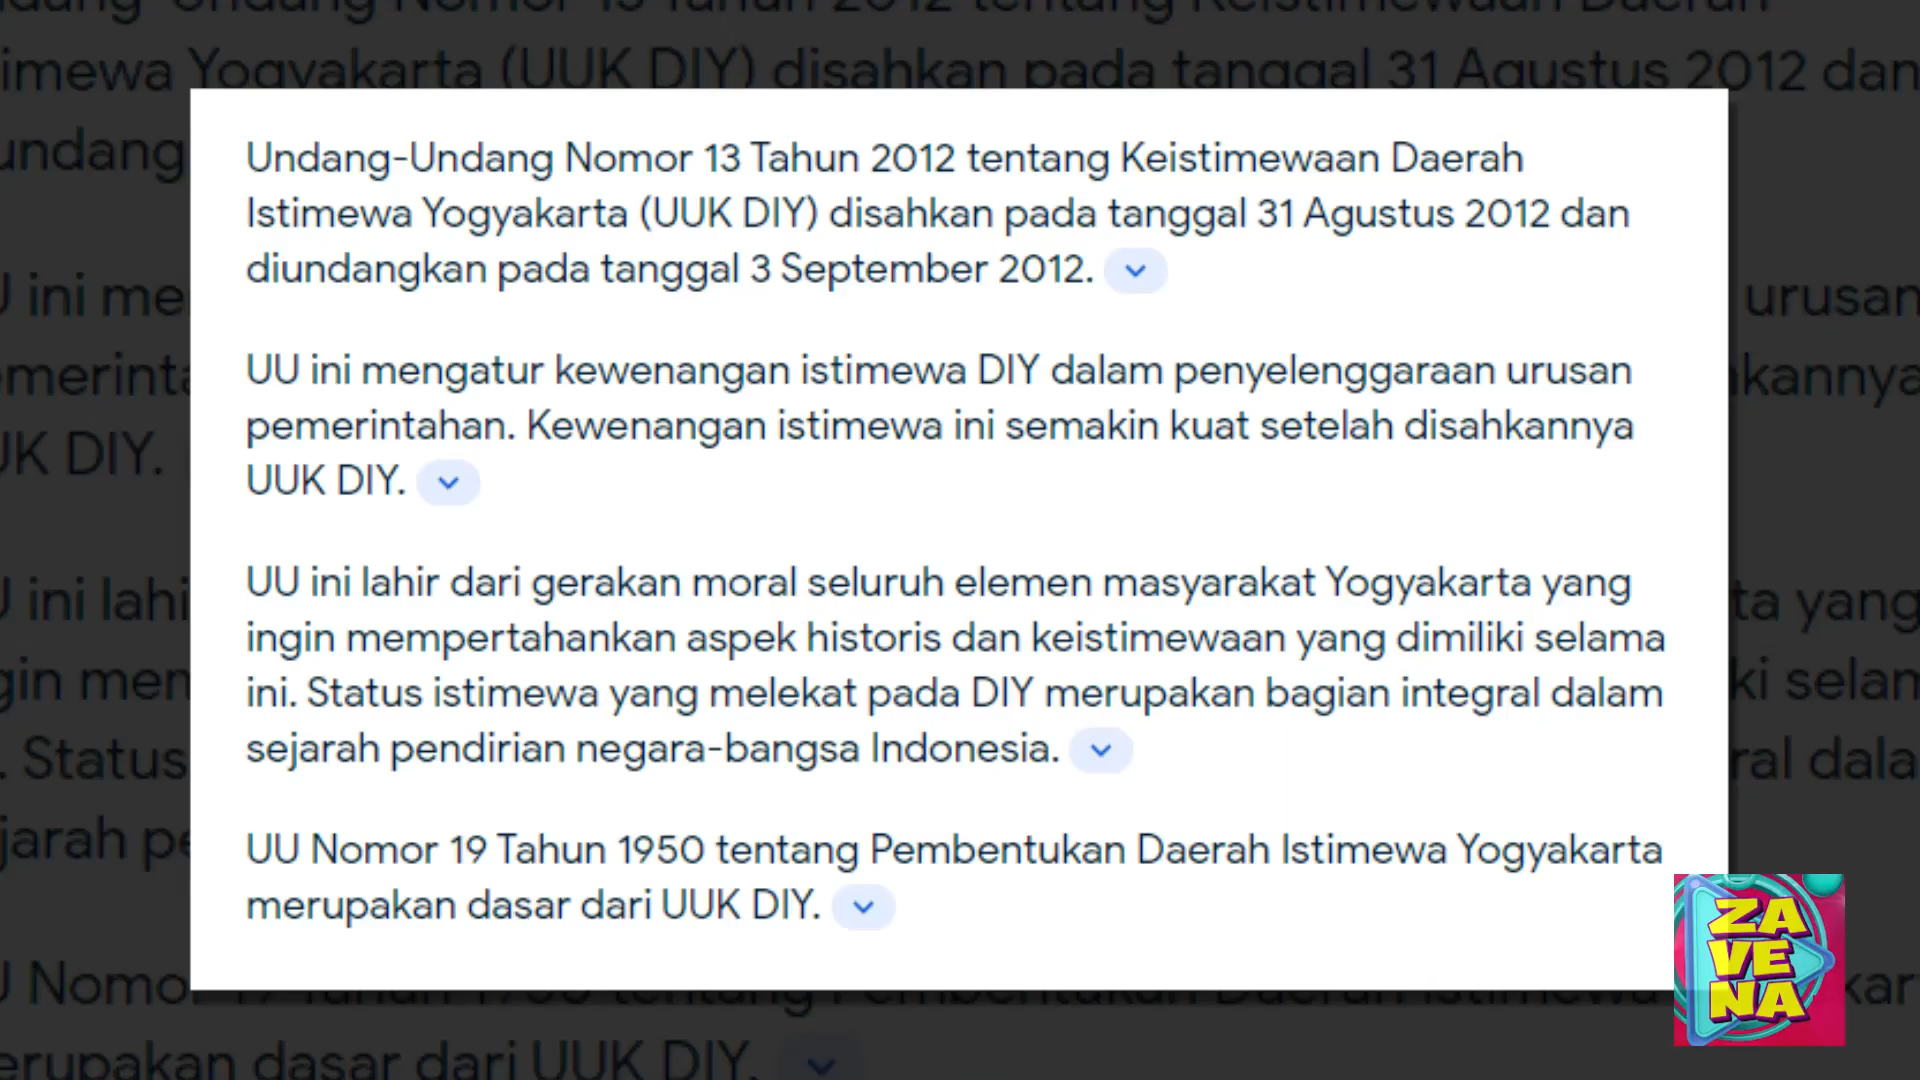 Undang-Undang Nomor 13 Tahun 2012 tentang Keistimewaan Daerah
Istimewa Yogyakarta (UUK DIY) disahkan pada tanggal 31 Agustus 2012 dan
diundangkan pada tanggal 3 September 2012.
UU ini mengatur kewenangan istimewa DIY dalam penyelenggaraan urusan
pemerintahan. Kewenangan istimewa ini semakin kuat setelah disahkannya
UUK DIY.
UU ini lahir dari gerakan moral seluruh elemen masyarakat Yogyakarta yang
ingin mempertahankan aspek historis dan keistimewaan yang dimiliki selama
ini. Status istimewa yang melekat pada DIY merupakan bagian integral dalam
sejarah pendirian negara-bangsa Indonesia.
UU Nomor 19 Tahun 1950 tentang Pembentukan Daerah Istimewa Yogyakarta
merupakan dasar dari UUK DIY.
ZA
VE
NA